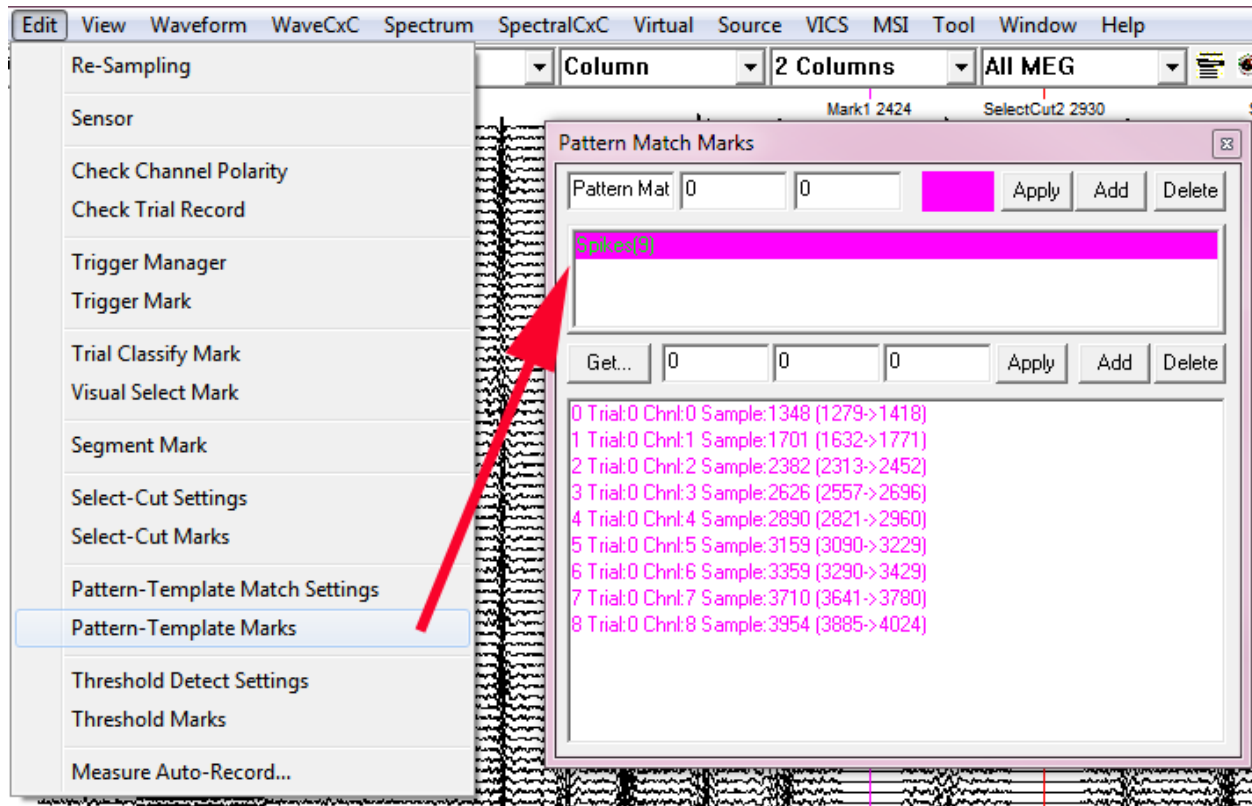 Edit View Waveform WaveCxC Spectrum SpectralCxC Virtual Source VICS MSI Tool Window Help
Column 2 Columns All MEG
Mark1 2424 SelectCut2 2930
Re-Sampling
Sensor
Check Channel Polarity
Check Trial Record
Trigger Manager
Trigger Mark
Trial Classify Mark
Visual Select Mark
Segment Mark
Select-Cut Settings
Select-Cut Marks
Pattern-Template Match Settings
Pattern-Template Marks
Threshold Detect Settings
Threshold Marks
Measure Auto-Record...
Pattern Match Marks
Pattern Mat 0 0 Apply Add Delete
Spikes(9)
Get... 0 0 0 Apply Add Delete
0 Trial:0 Chnl:0 Sample:1348 (1279->1418)
1 Trial:0 Chnl:1 Sample:1701 (1632->1771)
2 Trial:0 Chnl:2 Sample:2382 (2313->2452)
3 Trial:0 Chnl:3 Sample:2626 (2557->2696)
4 Trial:0 Chnl:4 Sample:2890 (2821->2960)
5 Trial:0 Chnl:5 Sample:3159 (3090->3229)
6 Trial:0 Chnl:6 Sample:3359 (3290->3429)
7 Trial:0 Chnl:7 Sample:3710 (3641->3780)
8 Trial:0 Chnl:8 Sample:3954 (3885->4024)